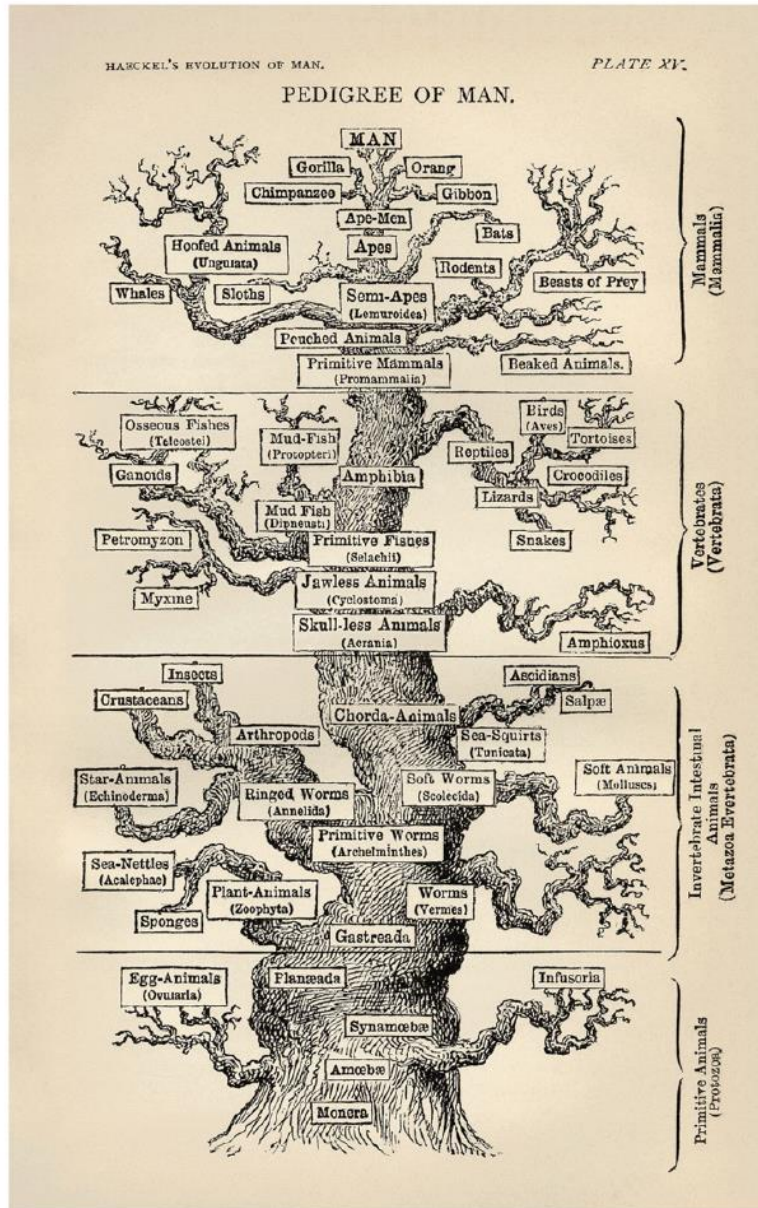 HAECKEL'S EVOLUTION OF MAN.
PLATE XV.
PEDIGREE OF MAN.
MAN
Gorilla
Orang
Chimpanzee
Gibbon
Ape-Men
Bats
Hoofed Animals
(Ungulata)
Apes
Rodents
Beasts of Prey
Whales
Sloths
Semi-Apes
(Lemuroidea)
Pouched Animals
Primitive Mammals
(Promammalia)
Beaked Animals.
Mammals
(Mammalia)
Osseous Fishes
(Teleostei)
Mud-Fish
(Protopteri)
Birds
(Aves)
Tortoises
Reptiles
Ganoids
Amphibia
Crocodiles
Lizards
Mud Fish
(Dipneusti)
Petromyzon
Primitive Fishes
(Selachii)
Snakes
Jawless Animals
(Cyclostoma)
Myxine
Skull-less Animals
(Acrania)
Amphioxus
Vertebrates
(Vertebrata)
Insects
Ascidians
Crustaceans
Salpæ
Chorda-Animals
Arthropods
Sea-Squirts
(Tunicata)
Star-Animals
(Echinoderma)
Ringed Worms
(Annelida)
Soft Worms
(Scolecida)
Soft Animals
(Molluscs)
Primitive Worms
(Archelminthes)
Sea-Nettles
(Acalephae)
Plant-Animals
(Zoophyta)
Worms
(Vermes)
Sponges
Gastreada
Invertebrate Intestinal
Animals
(Metazoa Evertebrata)
Egg-Animals
(Ovularia)
Planæada
Infusoria
Synamœbæ
Amœbæ
Monera
Primitive Animals
(Protozoa)